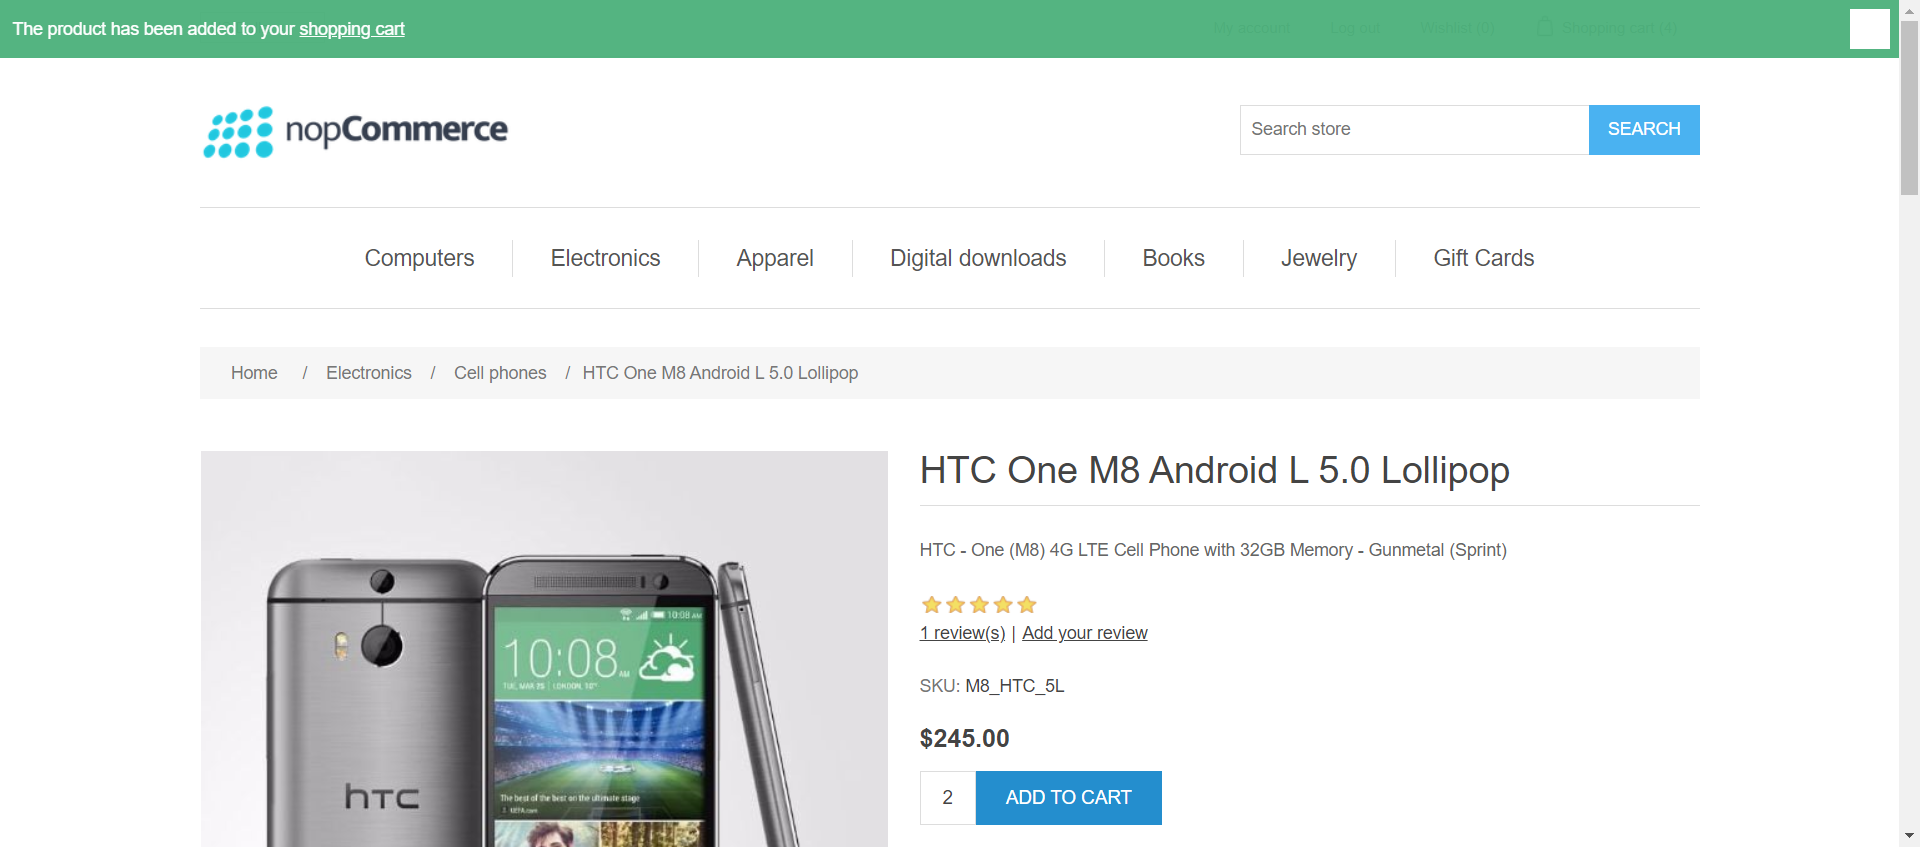 The product has been added to your shopping cart
My account Log out Wishlist (0) Shopping cart (4)
nopCommerce
Search store
SEARCH
Computers
Electronics
Apparel
Digital downloads
Books
Jewelry
Gift Cards
Home / Electronics / Cell phones / HTC One M8 Android L 5.0 Lollipop
HTC One M8 Android L 5.0 Lollipop
HTC - One (M8) 4G LTE Cell Phone with 32GB Memory - Gunmetal (Sprint)
1 review(s) | Add your review
SKU: M8_HTC_5L
$245.00
2
ADD TO CART
10:08 AM
10:08 AM
TUE, MAR 25 | LONDON, 10°
The best of the best on the ultimate stage
UEFA.com
hTC